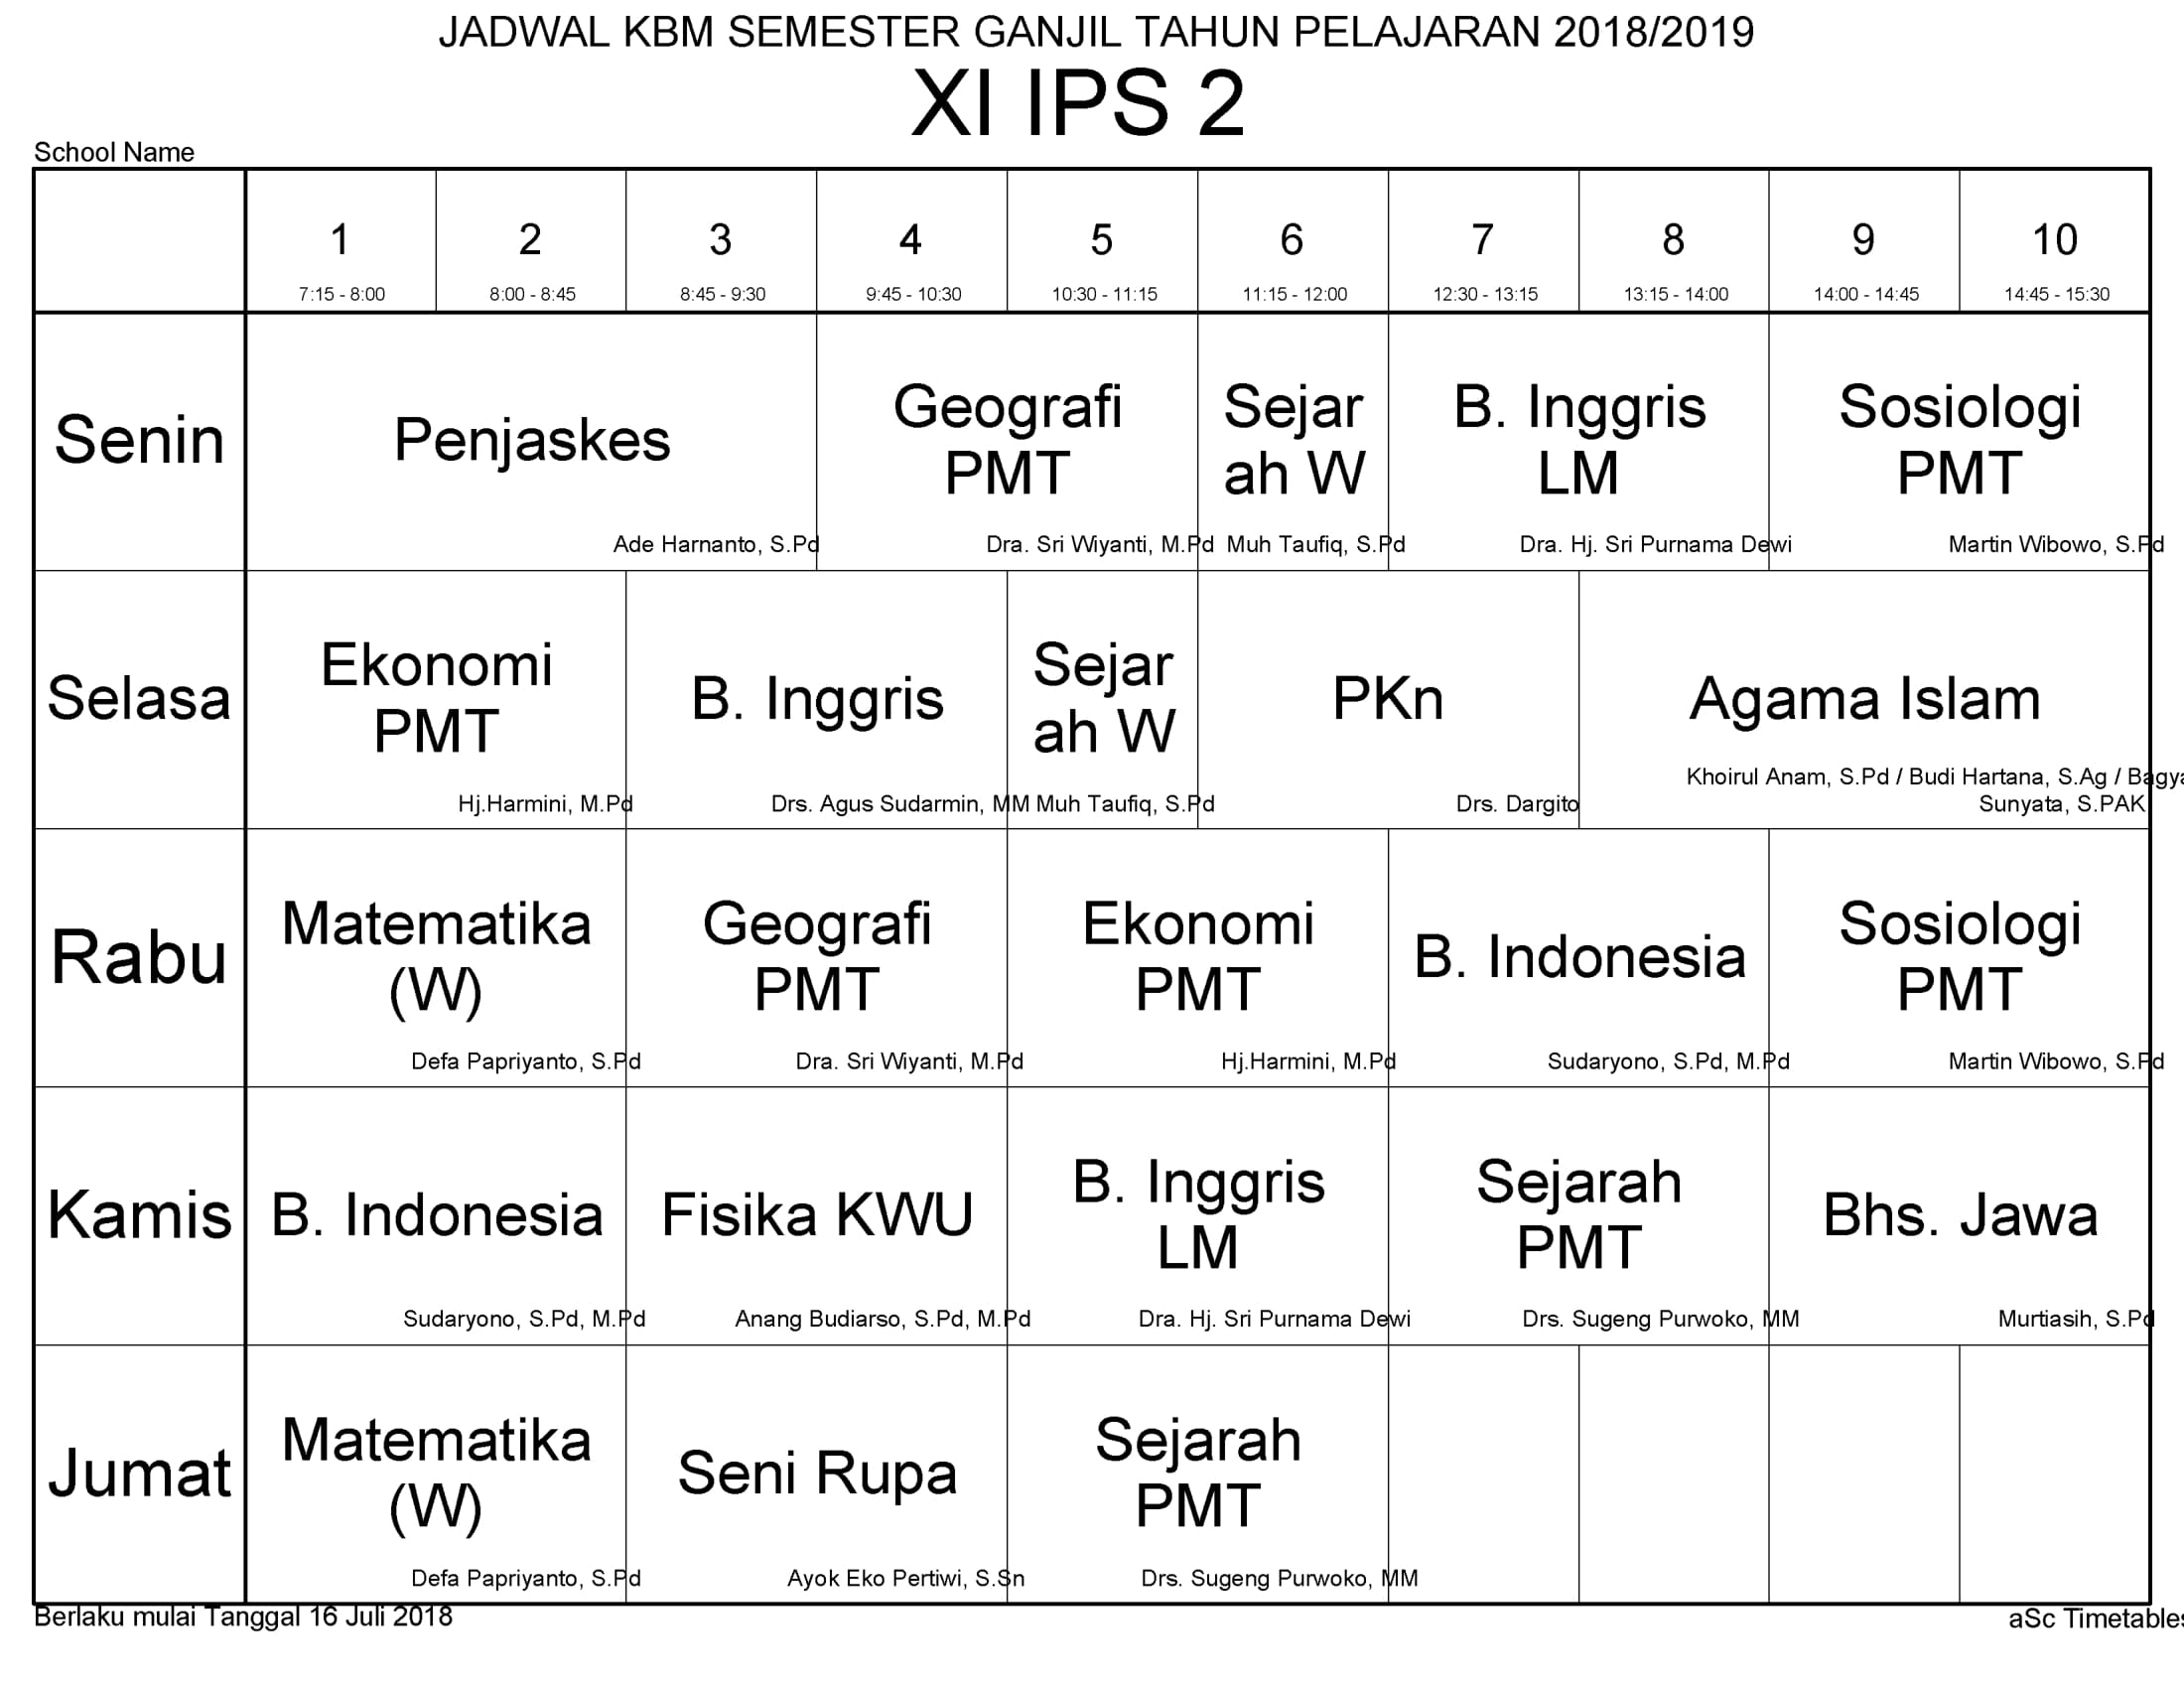 JADWAL KBM SEMESTER GANJIL TAHUN PELAJARAN 2018/2019
XI IPS 2
School Name
1 2 3 4 5 6 7 8 9 10
7:15 - 8:00 8:00 - 8:45 8:45 - 9:30 9:45 - 10:30 10:30 - 11:15 11:15 - 12:00 12:30 - 13:15 13:15 - 14:00 14:00 - 14:45 14:45 - 15:30
Senin
Penjaskes
Ade Harnanto, S.Pd
Geografi
PMT
Dra. Sri Wiyanti, M.Pd
Sejar
ah W
Muh Taufiq, S.Pd
B. Inggris
LM
Dra. Hj. Sri Purnama Dewi
Sosiologi
PMT
Martin Wibowo, S.Pd
Selasa
Ekonomi
PMT
Hj.Harmini, M.Pd
B. Inggris
Drs. Agus Sudarmin, MM
Sejar
ah W
Muh Taufiq, S.Pd
PKn
Drs. Dargito
Agama Islam
Khoirul Anam, S.Pd / Budi Hartana, S.Ag / Bagya
Sunyata, S.PAK
Rabu
Matematika
(W)
Defa Papriyanto, S.Pd
Geografi
PMT
Dra. Sri Wiyanti, M.Pd
Ekonomi
PMT
Hj.Harmini, M.Pd
B. Indonesia
Sudaryono, S.Pd, M.Pd
Sosiologi
PMT
Martin Wibowo, S.Pd
Kamis
B. Indonesia
Sudaryono, S.Pd, M.Pd
Fisika KWU
Anang Budiarso, S.Pd, M.Pd
B. Inggris
LM
Dra. Hj. Sri Purnama Dewi
Sejarah
PMT
Drs. Sugeng Purwoko, MM
Bhs. Jawa
Murtiasih, S.Pd
Jumat
Matematika
(W)
Defa Papriyanto, S.Pd
Seni Rupa
Ayok Eko Pertiwi, S.Sn
Sejarah
PMT
Drs. Sugeng Purwoko, MM
Berlaku mulai Tanggal 16 Juli 2018
aSc Timetables